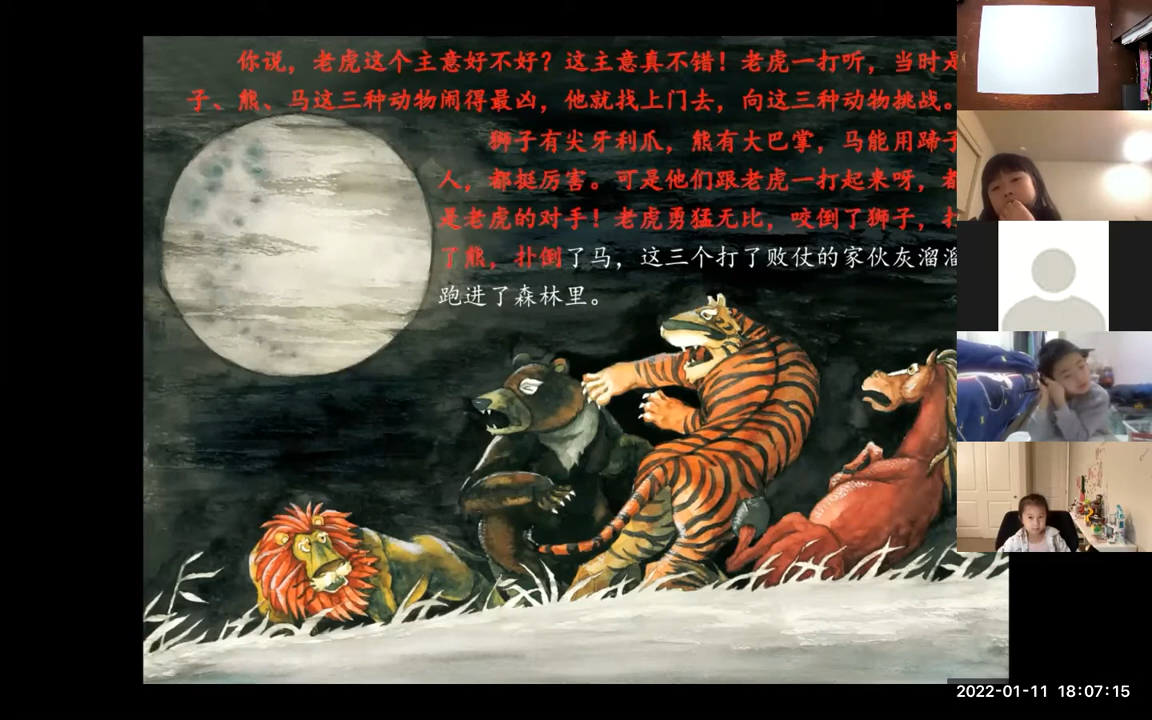 你说，老虎这个主意好不好？这主意真不错！老虎一打听，当时是
子、熊、马这三种动物闹得最凶，他就找上门去，向这三种动物挑战。
狮子有尖牙利爪，熊有大巴掌，马能用蹄子
人，都挺厉害。可是他们跟老虎一打起来呀，都
是老虎的对手！老虎勇猛无比，咬倒了狮子，
了熊，扑倒了马，这三个打了败仗的家伙灰溜溜
跑进了森林里。
2022-01-11 18:07:15